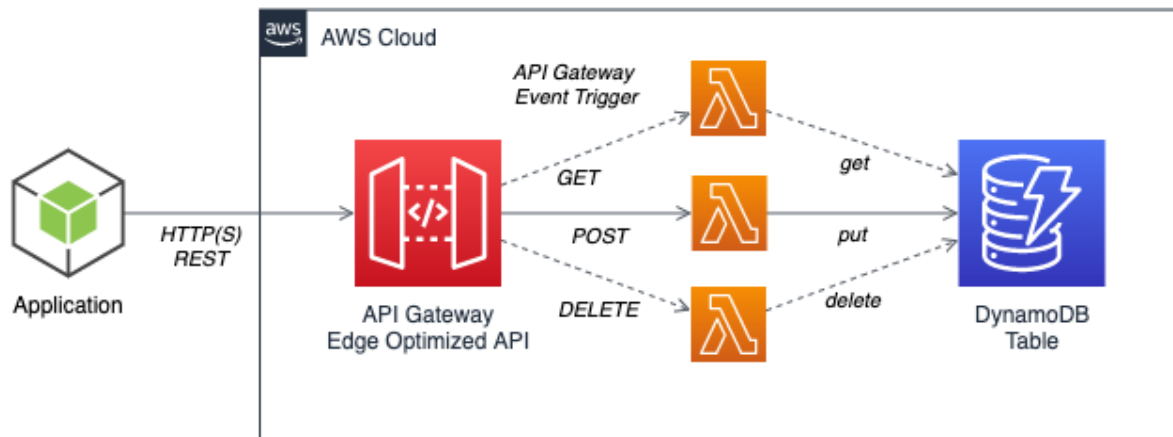 aws
AWS Cloud
API Gateway
Event Trigger
GET
get
HTTP(S)
REST
POST
put
Application
DELETE
delete
API Gateway
Edge Optimized API
DynamoDB
Table